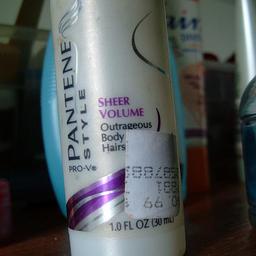 PANTENE
PRO-V®
STYLE
SHEER
VOLUME
Outrageous
Body
Hairs
1.0 FL OZ (30 mL)